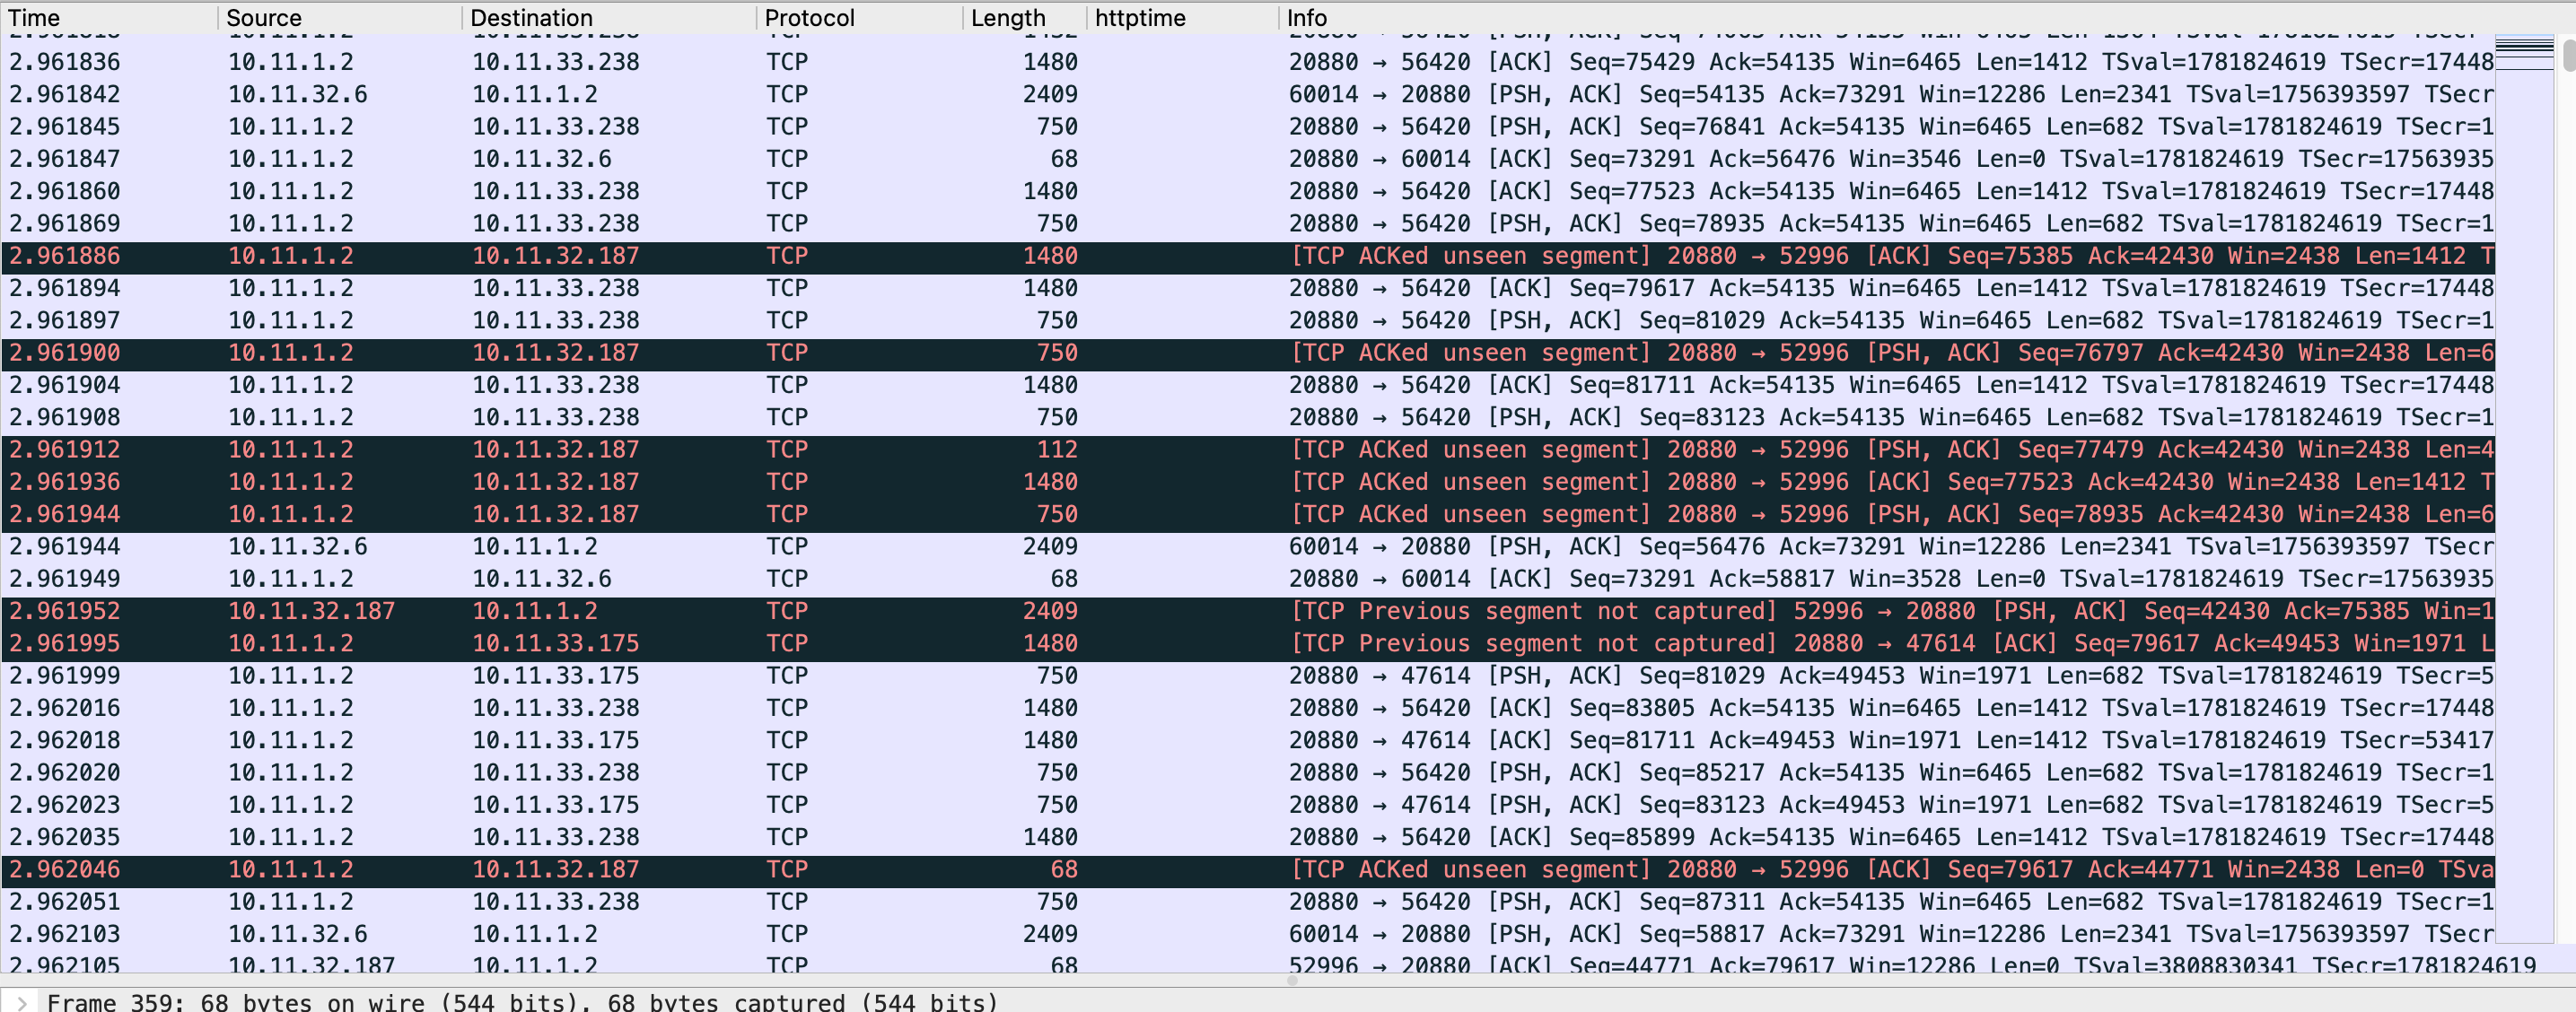 Time Source Destination Protocol Length httptime Info
2.961836 10.11.1.2 10.11.33.238 TCP 1480 20880 → 56420 [ACK] Seq=75429 Ack=54135 Win=6465 Len=1412 TSval=1781824619 TSecr=17448
2.961842 10.11.32.6 10.11.1.2 TCP 2409 60014 → 20880 [PSH, ACK] Seq=54135 Ack=73291 Win=12286 Len=2341 TSval=1756393597 TSecr
2.961845 10.11.1.2 10.11.33.238 TCP 750 20880 → 56420 [PSH, ACK] Seq=76841 Ack=54135 Win=6465 Len=682 TSval=1781824619 TSecr=1
2.961847 10.11.1.2 10.11.32.6 TCP 68 20880 → 60014 [ACK] Seq=73291 Ack=56476 Win=3546 Len=0 TSval=1781824619 TSecr=17563935
2.961860 10.11.1.2 10.11.33.238 TCP 1480 20880 → 56420 [ACK] Seq=77523 Ack=54135 Win=6465 Len=1412 TSval=1781824619 TSecr=17448
2.961869 10.11.1.2 10.11.33.238 TCP 750 20880 → 56420 [PSH, ACK] Seq=78935 Ack=54135 Win=6465 Len=682 TSval=1781824619 TSecr=1
2.961886 10.11.1.2 10.11.32.187 TCP 1480 [TCP ACKed unseen segment] 20880 → 52996 [ACK] Seq=75385 Ack=42430 Win=2438 Len=1412 T
2.961894 10.11.1.2 10.11.33.238 TCP 1480 20880 → 56420 [ACK] Seq=79617 Ack=54135 Win=6465 Len=1412 TSval=1781824619 TSecr=17448
2.961897 10.11.1.2 10.11.33.238 TCP 750 20880 → 56420 [PSH, ACK] Seq=81029 Ack=54135 Win=6465 Len=682 TSval=1781824619 TSecr=1
2.961900 10.11.1.2 10.11.32.187 TCP 750 [TCP ACKed unseen segment] 20880 → 52996 [PSH, ACK] Seq=76797 Ack=42430 Win=2438 Len=6
2.961904 10.11.1.2 10.11.33.238 TCP 1480 20880 → 56420 [ACK] Seq=81711 Ack=54135 Win=6465 Len=1412 TSval=1781824619 TSecr=17448
2.961908 10.11.1.2 10.11.33.238 TCP 750 20880 → 56420 [PSH, ACK] Seq=83123 Ack=54135 Win=6465 Len=682 TSval=1781824619 TSecr=1
2.961912 10.11.1.2 10.11.32.187 TCP 112 [TCP ACKed unseen segment] 20880 → 52996 [PSH, ACK] Seq=77479 Ack=42430 Win=2438 Len=4
2.961936 10.11.1.2 10.11.32.187 TCP 1480 [TCP ACKed unseen segment] 20880 → 52996 [ACK] Seq=77523 Ack=42430 Win=2438 Len=1412 T
2.961944 10.11.1.2 10.11.32.187 TCP 750 [TCP ACKed unseen segment] 20880 → 52996 [PSH, ACK] Seq=78935 Ack=42430 Win=2438 Len=6
2.961944 10.11.32.6 10.11.1.2 TCP 2409 60014 → 20880 [PSH, ACK] Seq=56476 Ack=73291 Win=12286 Len=2341 TSval=1756393597 TSecr
2.961949 10.11.1.2 10.11.32.6 TCP 68 20880 → 60014 [ACK] Seq=73291 Ack=58817 Win=3528 Len=0 TSval=1781824619 TSecr=17563935
2.961952 10.11.32.187 10.11.1.2 TCP 2409 [TCP Previous segment not captured] 52996 → 20880 [PSH, ACK] Seq=42430 Ack=75385 Win=1
2.961995 10.11.1.2 10.11.33.175 TCP 1480 [TCP Previous segment not captured] 20880 → 47614 [ACK] Seq=79617 Ack=49453 Win=1971 L
2.961999 10.11.1.2 10.11.33.175 TCP 750 20880 → 47614 [PSH, ACK] Seq=81029 Ack=49453 Win=1971 Len=682 TSval=1781824619 TSecr=5
2.962016 10.11.1.2 10.11.33.238 TCP 1480 20880 → 56420 [ACK] Seq=83805 Ack=54135 Win=6465 Len=1412 TSval=1781824619 TSecr=17448
2.962018 10.11.1.2 10.11.33.175 TCP 1480 20880 → 47614 [ACK] Seq=81711 Ack=49453 Win=1971 Len=1412 TSval=1781824619 TSecr=53417
2.962020 10.11.1.2 10.11.33.238 TCP 750 20880 → 56420 [PSH, ACK] Seq=85217 Ack=54135 Win=6465 Len=682 TSval=1781824619 TSecr=1
2.962023 10.11.1.2 10.11.33.175 TCP 750 20880 → 47614 [PSH, ACK] Seq=83123 Ack=49453 Win=1971 Len=682 TSval=1781824619 TSecr=5
2.962035 10.11.1.2 10.11.33.238 TCP 1480 20880 → 56420 [ACK] Seq=85899 Ack=54135 Win=6465 Len=1412 TSval=1781824619 TSecr=17448
2.962046 10.11.1.2 10.11.32.187 TCP 68 [TCP ACKed unseen segment] 20880 → 52996 [ACK] Seq=79617 Ack=44771 Win=2438 Len=0 TSva
2.962051 10.11.1.2 10.11.33.238 TCP 750 20880 → 56420 [PSH, ACK] Seq=87311 Ack=54135 Win=6465 Len=682 TSval=1781824619 TSecr=1
2.962103 10.11.32.6 10.11.1.2 TCP 2409 60014 → 20880 [PSH, ACK] Seq=58817 Ack=73291 Win=12286 Len=2341 TSval=1756393597 TSecr
2.962105 10.11.32.187 10.11.1.2 TCP 68 52996 → 20880 [ACK] Seq=44771 Ack=79617 Win=12286 Len=0 TSval=3808830341 TSecr=1781824619
Frame 359: 68 bytes on wire (544 bits), 68 bytes captured (544 bits)